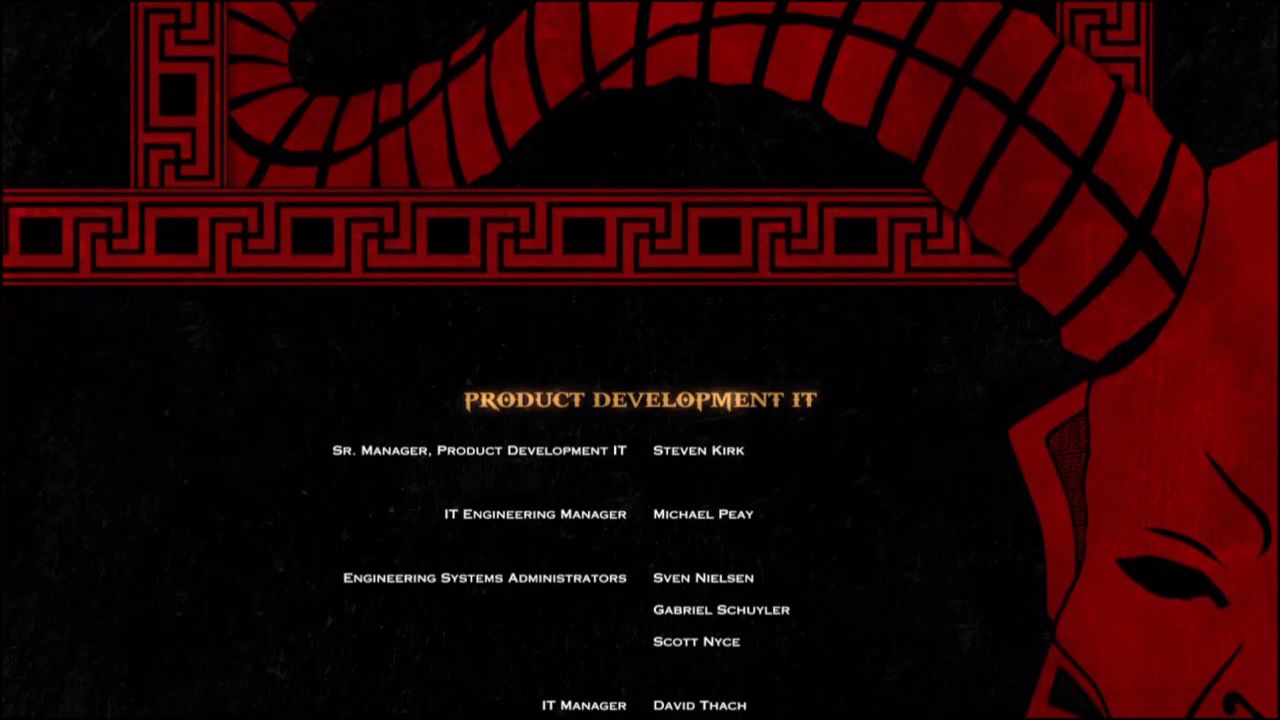 PRODUCT DEVELOPMENT IT
SR. MANAGER, PRODUCT DEVELOPMENT IT STEVEN KIRK
IT ENGINEERING MANAGER MICHAEL PEAY
ENGINEERING SYSTEMS ADMINISTRATORS SVEN NIELSEN
GABRIEL SCHUYLER
SCOTT NYCE
IT MANAGER DAVID THACH